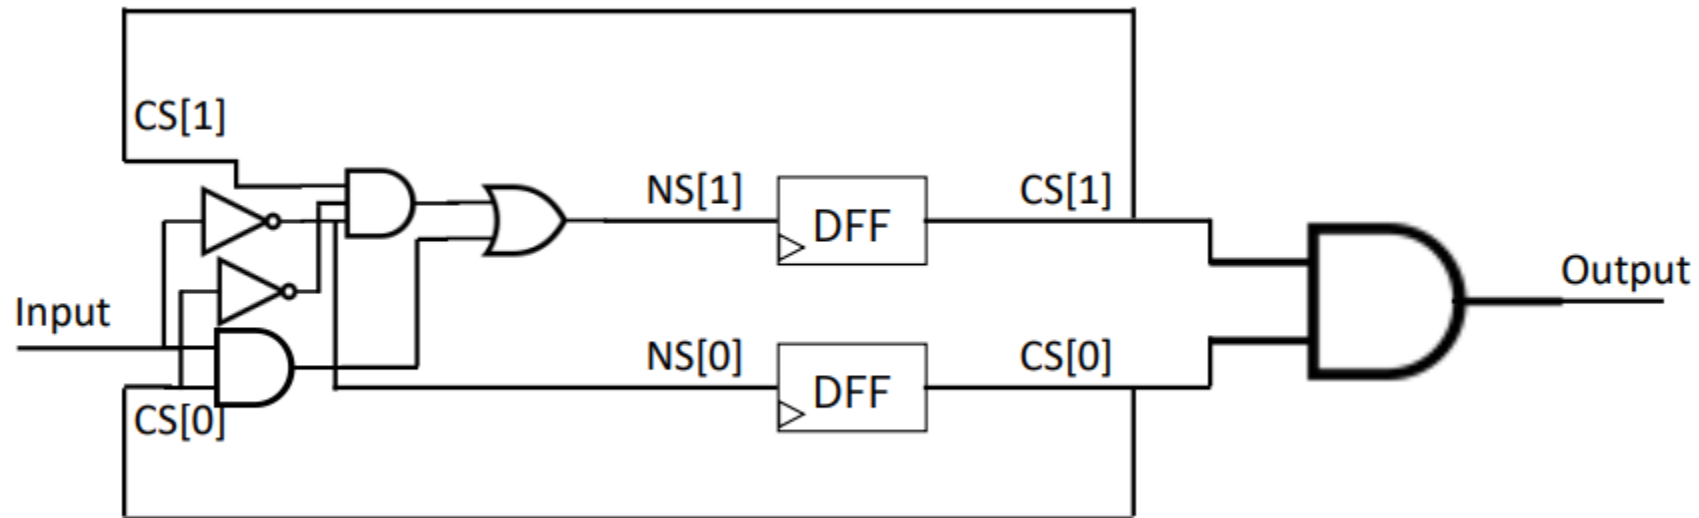 CS[1]
NS[1]
DFF
CS[1]
Input
Output
NS[0]
DFF
CS[0]
CS[0]